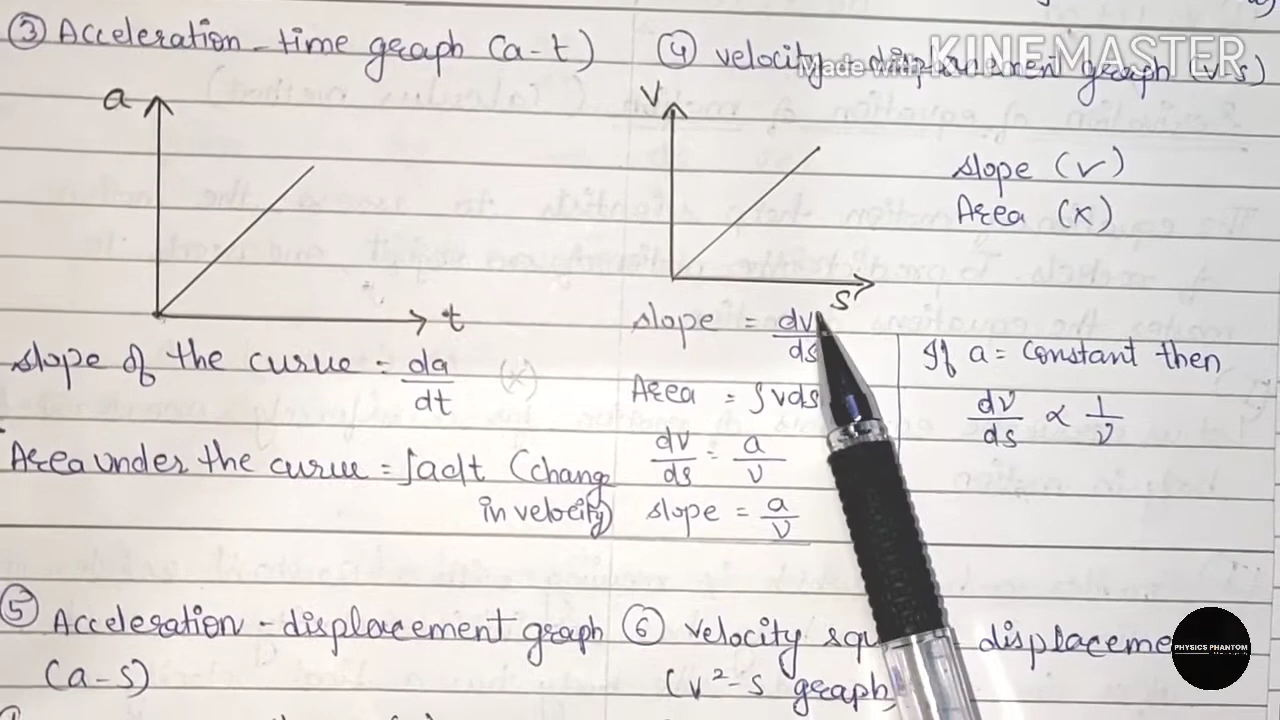 ③ Acceleration - time graph (a-t)
a
t
slope of the curve = da/dt (x)
Area under the curve = ∫adt (change
in velocity)
④ velocity - displacement graph (v-s)
Made with KINEMASTER
v
s
slope (✓)
Area (x)
slope = dv/ds
Area = ∫vds
dv/ds = a/v
slope = a/v
If a = constant then
dv/ds ∝ 1/v
⑤ Acceleration - displacement graph
(a-s)
⑥ velocity squ displaceme
(v²-s graph)
PHYSICS PHANTOM